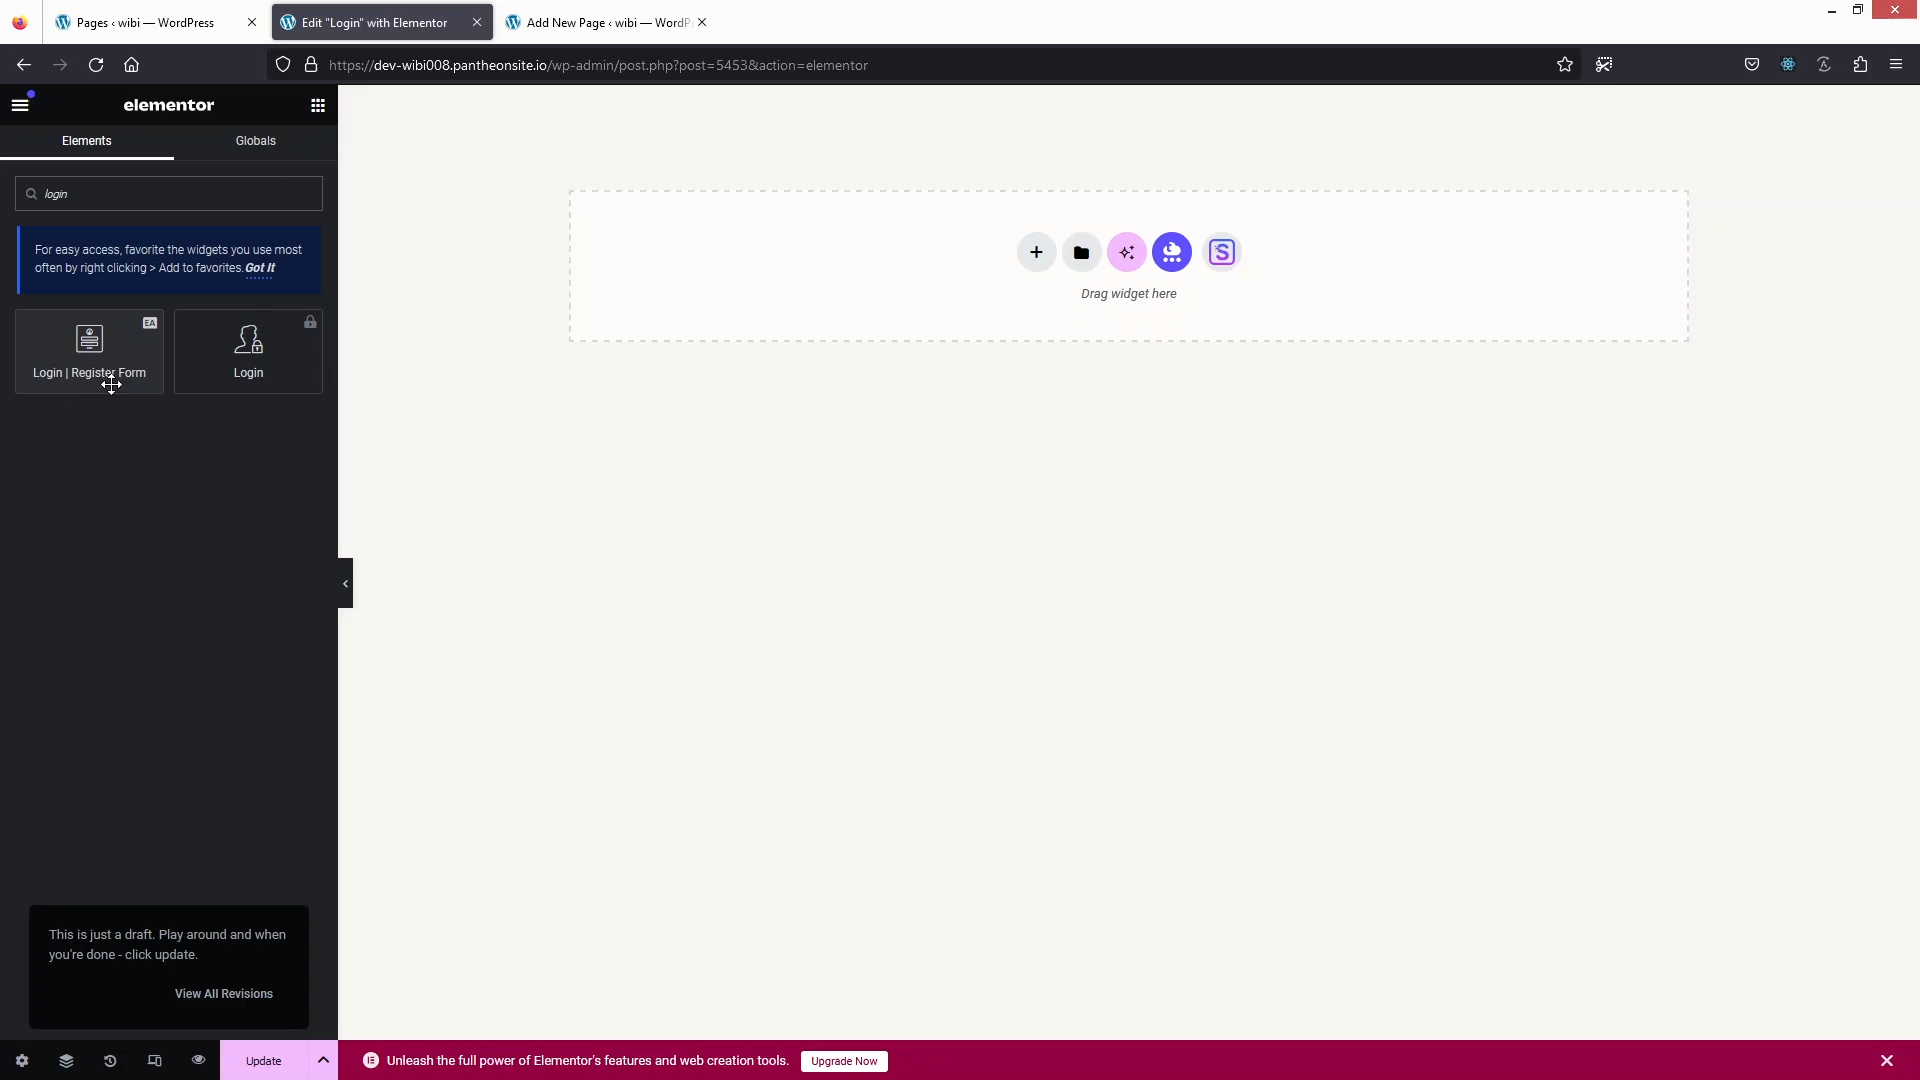 Pages ‹ wibi — WordPress
Edit "Login" with Elementor
Add New Page ‹ wibi — WordP
https://dev-wibi008.pantheonsite.io/wp-admin/post.php?post=5453&action=elementor
elementor
Elements
Globals
login
For easy access, favorite the widgets you use most
often by right clicking > Add to favorites. Got It
EA
Login | Register Form
Login
S
Drag widget here
This is just a draft. Play around and when
you're done - click update.
View All Revisions
Update
Unleash the full power of Elementor's features and web creation tools.
Upgrade Now